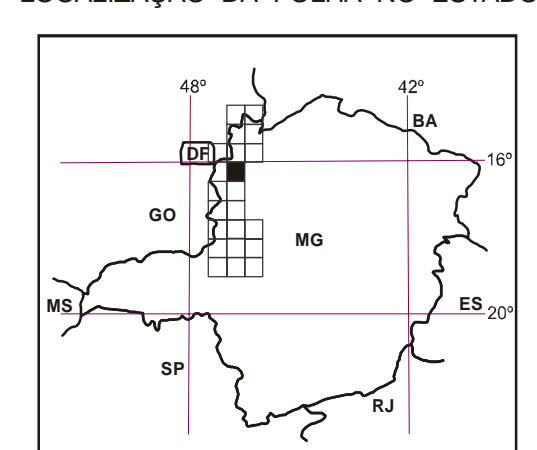 LOCALIZAÇÃO DA FOLHA NO ESTADO
48º 42º
BA
DF 16º
GO
MG
MS ES 20º
SP
RJ